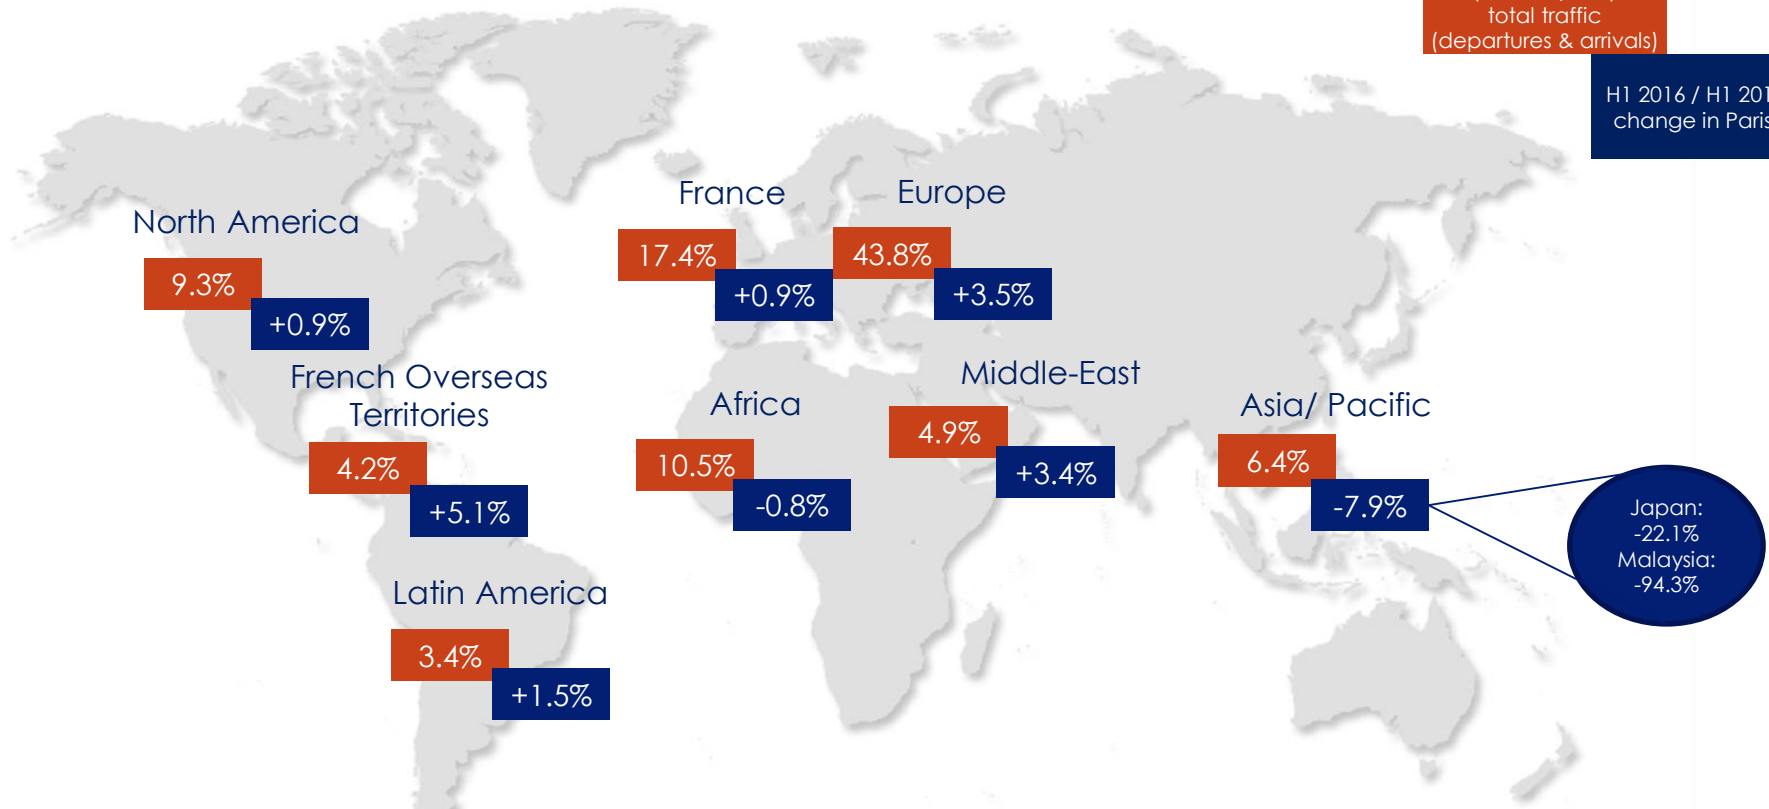 total traffic
(departures & arrivals)
H1 2016 / H1
change in Paris
France
Europe
North America
17.4%
43.8%
9.3%
+0.9%
+3.5%
+0.9%
French Overseas
Territories
Middle-East
Africa
Asia/ Pacific
4.9%
4.2%
10.5%
6.4%
+3.4%
+5.1%
-0.8%
-7.9%
Japan:
-22.1%
Malaysia:
-94.3%
Latin America
3.4%
+1.5%